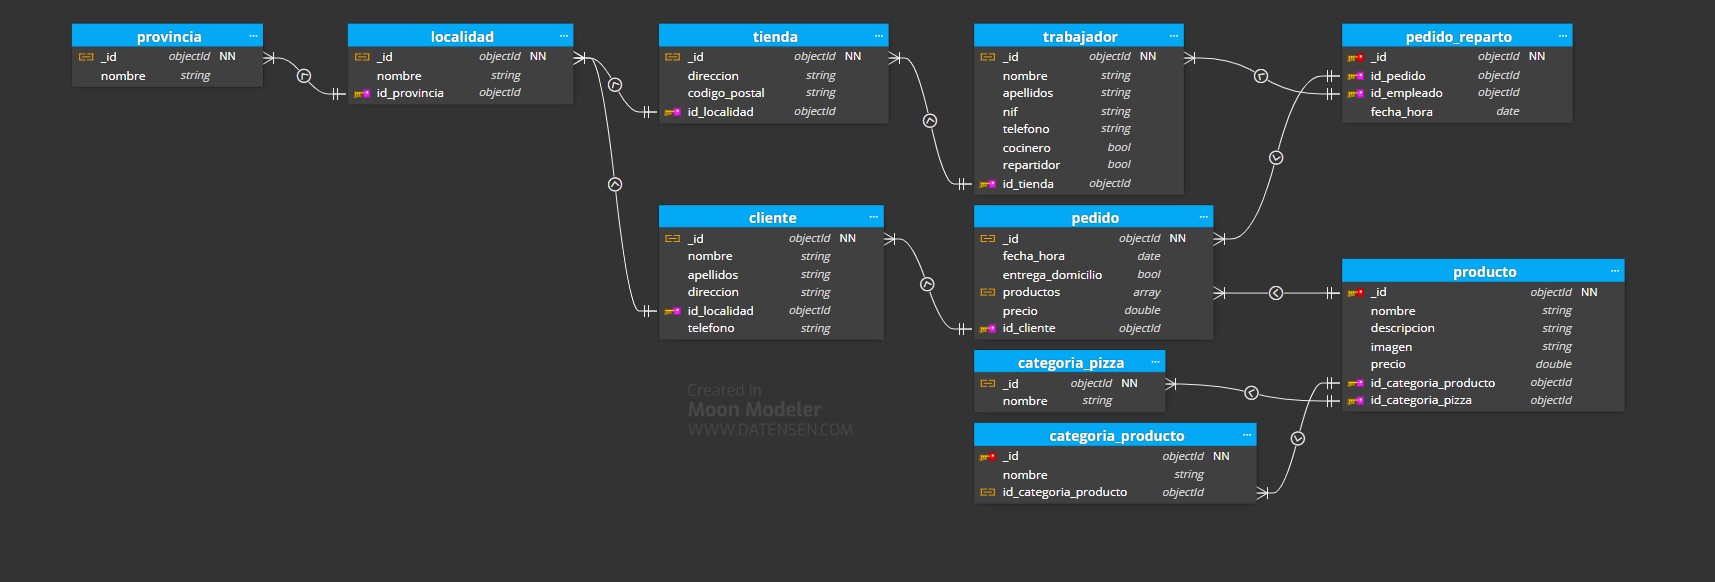 provincia ...
_id objectId NN
nombre string
localidad ...
_id objectId NN
nombre string
id_provincia objectId
tienda ...
_id objectId NN
direccion string
codigo_postal string
id_localidad objectId
trabajador ...
_id objectId NN
nombre string
apellidos string
nif string
telefono string
cocinero bool
repartidor bool
id_tienda objectId
pedido_reparto ...
_id objectId NN
id_pedido objectId
id_empleado objectId
fecha_hora date
cliente ...
_id objectId NN
nombre string
apellidos string
direccion string
id_localidad objectId
telefono string
pedido ...
_id objectId NN
fecha_hora date
entrega_domicilio bool
productos array
precio double
id_cliente objectId
producto ...
_id objectId NN
nombre string
descripcion string
imagen string
precio double
id_categoria_producto objectId
id_categoria_pizza objectId
categoria_pizza ...
_id objectId NN
nombre string
categoria_producto ...
_id objectId NN
nombre string
id_categoria_producto objectId
Created in
Moon Modeler
WWW.DATENSEN.COM